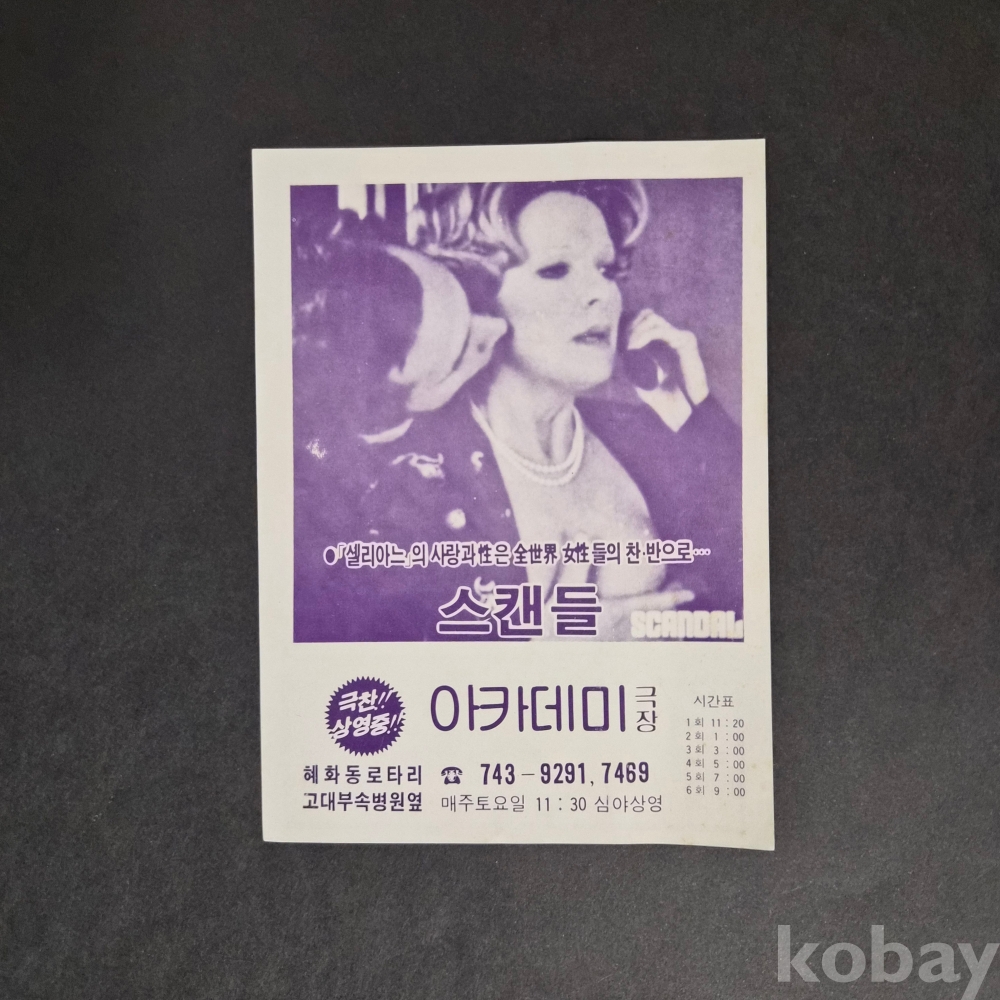 ●『셀리아느』의 사랑과 性은 全世界 女性들의 찬·반으로…
스캔들
SCANDAL
극찬!!
상영중!!
아카데미 극장
혜화동로타리
고대부속병원옆
☎ 743-9291, 7469
매주토요일 11:30 심야상영
시간표
1회 11:20
2회 1:00
3회 3:00
4회 5:00
5회 7:00
6회 9:00
kobay